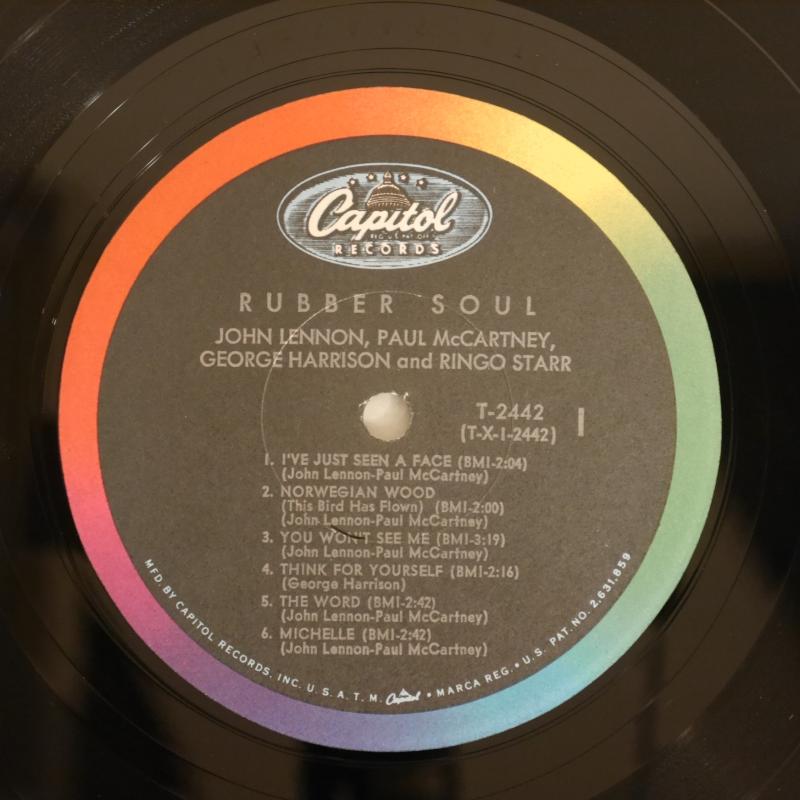 Capitol
RECORDS
RUBBER SOUL
JOHN LENNON, PAUL McCARTNEY,
GEORGE HARRISON and RINGO STARR
T-2442
(T-X-1-2442)
1
1. I'VE JUST SEEN A FACE (BMI-2:04)
(John Lennon-Paul McCartney)
2. NORWEGIAN WOOD
(This Bird Has Flown) (BMI-2:00)
(John Lennon-Paul McCartney)
3. YOU WON'T SEE ME (BMI-3:19)
(John Lennon-Paul McCartney)
4. THINK FOR YOURSELF (BMI-2:16)
(George Harrison)
5. THE WORD (BMI-2:42)
(John Lennon-Paul McCartney)
6. MICHELLE (BMI-2:42)
(John Lennon-Paul McCartney)
MFD. BY CAPITOL RECORDS, INC. U.S.A. T.M. Capitol • MARCA REG. • U.S. PAT. NO. 2,631,859